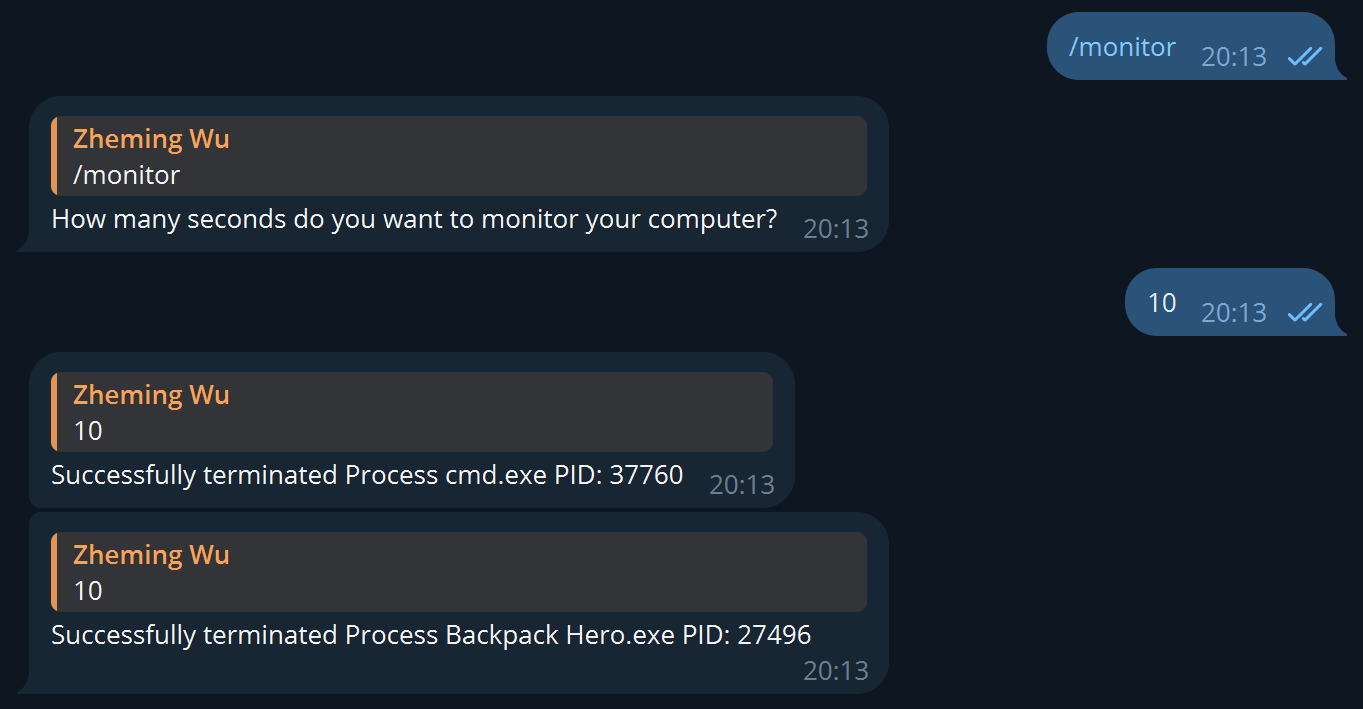 /monitor 20:13
Zheming Wu
/monitor
How many seconds do you want to monitor your computer? 20:13
10 20:13
Zheming Wu
10
Successfully terminated Process cmd.exe PID: 37760 20:13
Zheming Wu
10
Successfully terminated Process Backpack Hero.exe PID: 27496
20:13